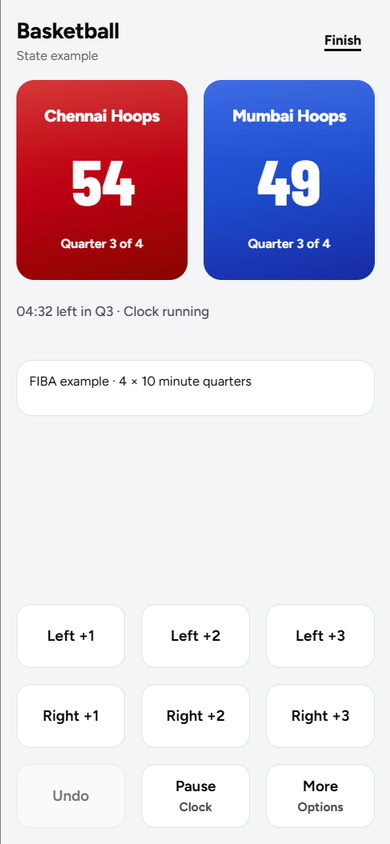 Basketball
State example
Finish
Chennai Hoops
54
Quarter 3 of 4
Mumbai Hoops
49
Quarter 3 of 4
04:32 left in Q3 · Clock running
FIBA example · 4 × 10 minute quarters
Left +1
Left +2
Left +3
Right +1
Right +2
Right +3
Undo
Pause
Clock
More
Options